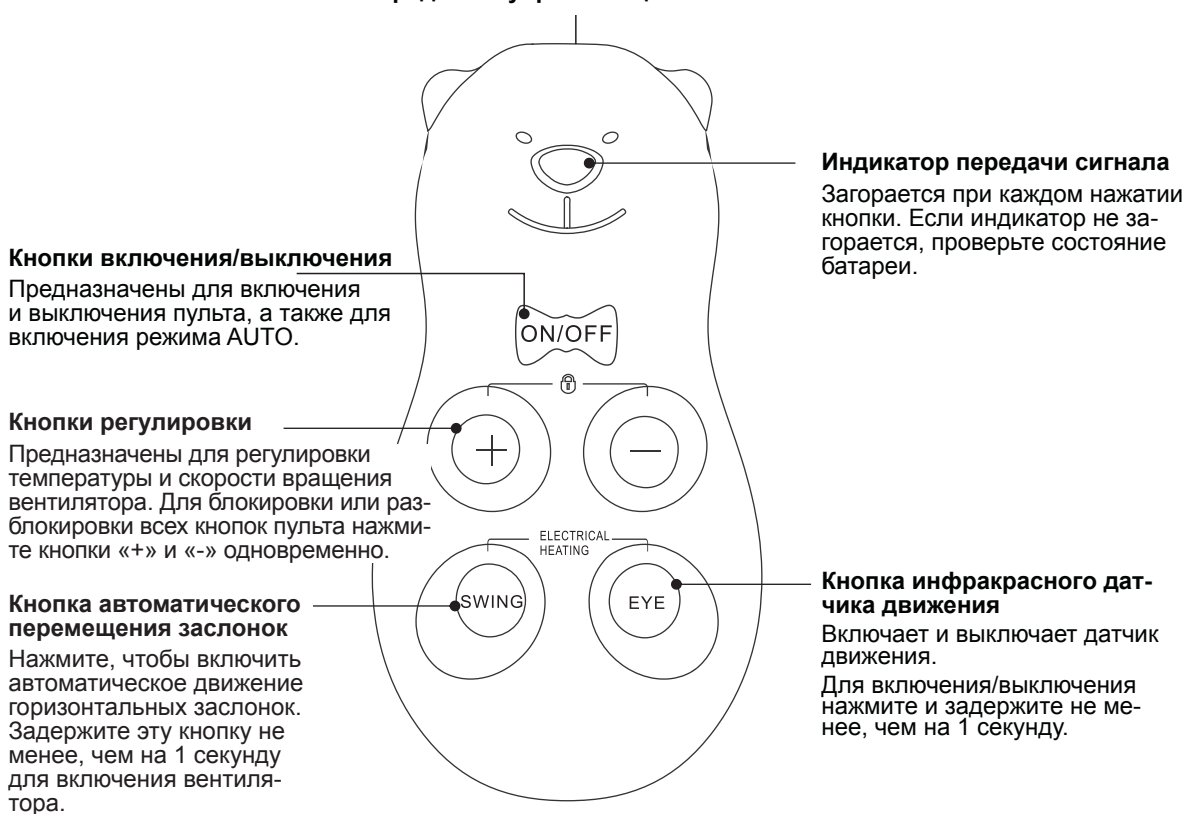 Индикатор передачи сигнала
Загорается при каждом нажатии
кнопки. Если индикатор не за-
горается, проверьте состояние
батареи.
Кнопки включения/выключения
Предназначены для включения
и выключения пульта, а также для
включения режима AUTO.
ON/OFF
Кнопки регулировки
Предназначены для регулировки
температуры и скорости вращения
вентилятора. Для блокировки или раз-
блокировки всех кнопок пульта нажми-
те кнопки «+» и «-» одновременно.
+
—
ELECTRICAL
HEATING
SWING
EYE
Кнопка автоматического
перемещения заслонок
Нажмите, чтобы включить
автоматическое движение
горизонтальных заслонок.
Задержите эту кнопку не
менее, чем на 1 секунду
для включения вентиля-
тора.
Кнопка инфракрасного дат-
чика движения
Включает и выключает датчик
движения.
Для включения/выключения
нажмите и задержите не ме-
нее, чем на 1 секунду.